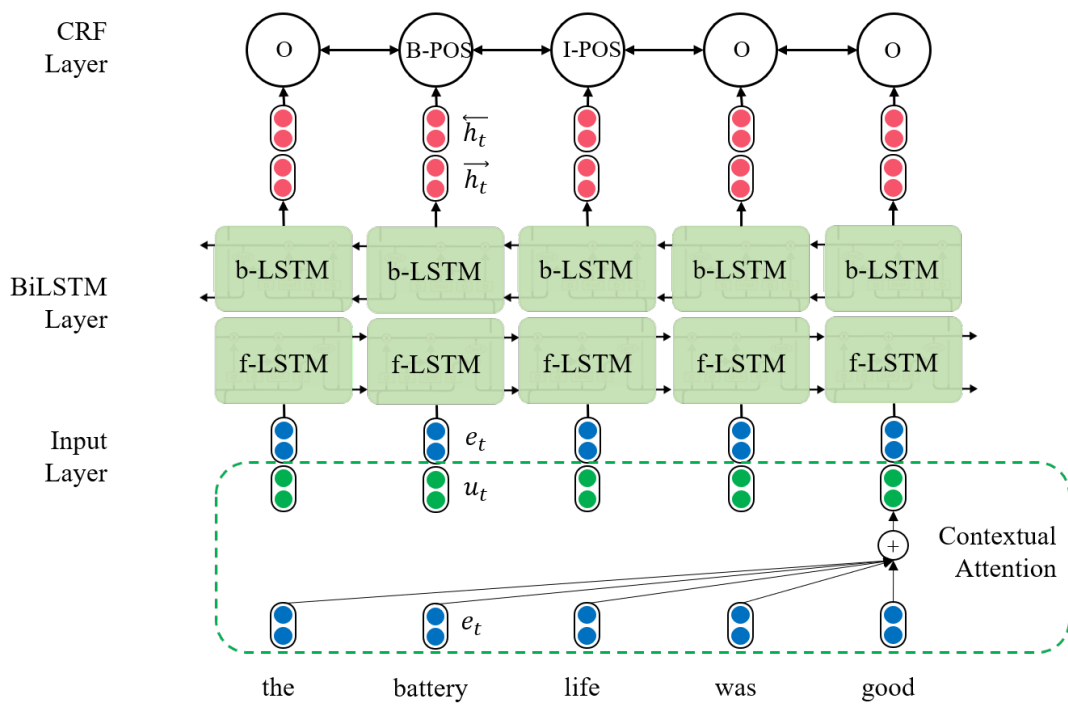 CRF
Layer
O B-POS I-POS O O
←h_t
→h_t
b-LSTM b-LSTM b-LSTM b-LSTM b-LSTM
BiLSTM
Layer
f-LSTM f-LSTM f-LSTM f-LSTM f-LSTM
Input
Layer
e_t
u_t
+
Contextual
Attention
e_t
the battery life was good